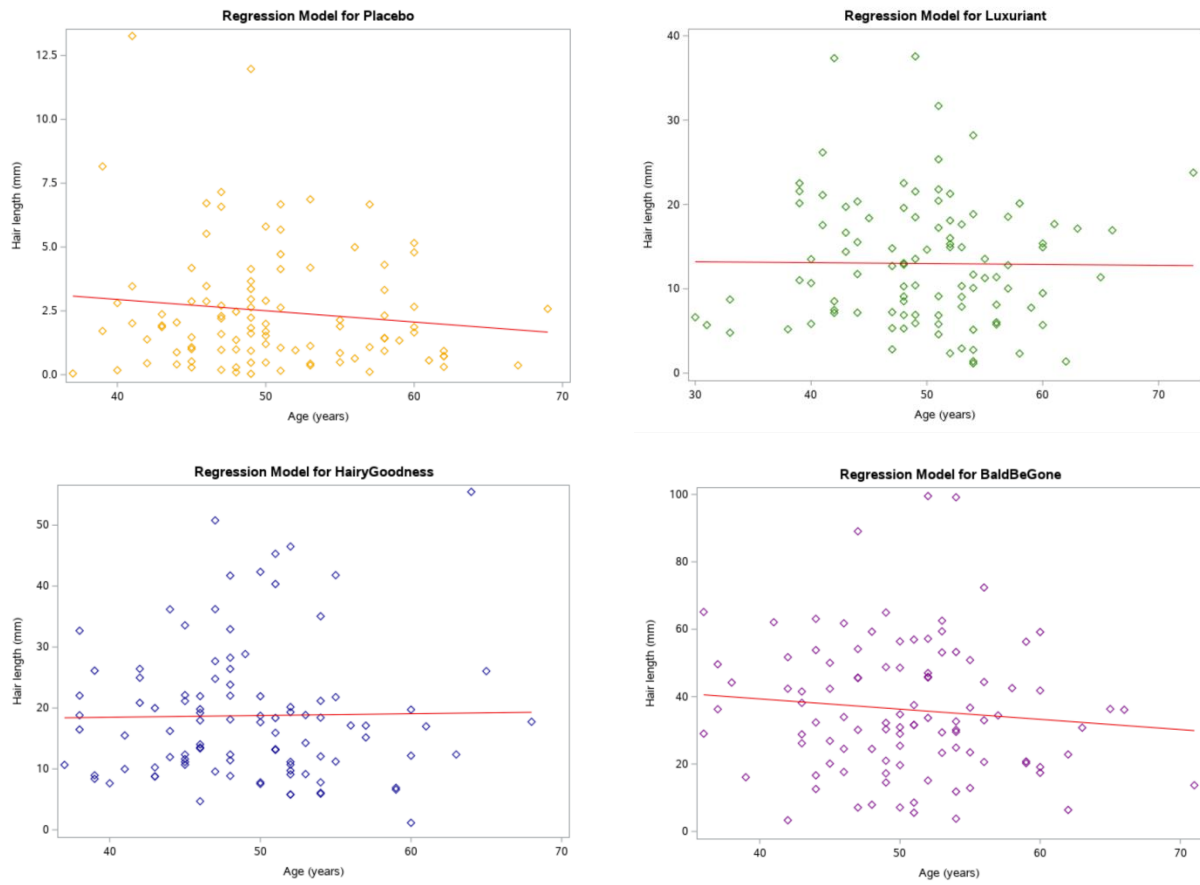 Regression Model for Placebo
12.5
10.0
7.5
5.0
2.5
0.0
Hair length (mm)
40 50 60 70
Age (years)
Regression Model for Luxuriant
40
30
20
10
0
Hair length (mm)
30 40 50 60 70
Age (years)
Regression Model for HairyGoodness
50
40
30
20
10
0
Hair length (mm)
40 50 60 70
Age (years)
Regression Model for BaldBeGone
100
80
60
40
20
0
Hair length (mm)
40 50 60 70
Age (years)